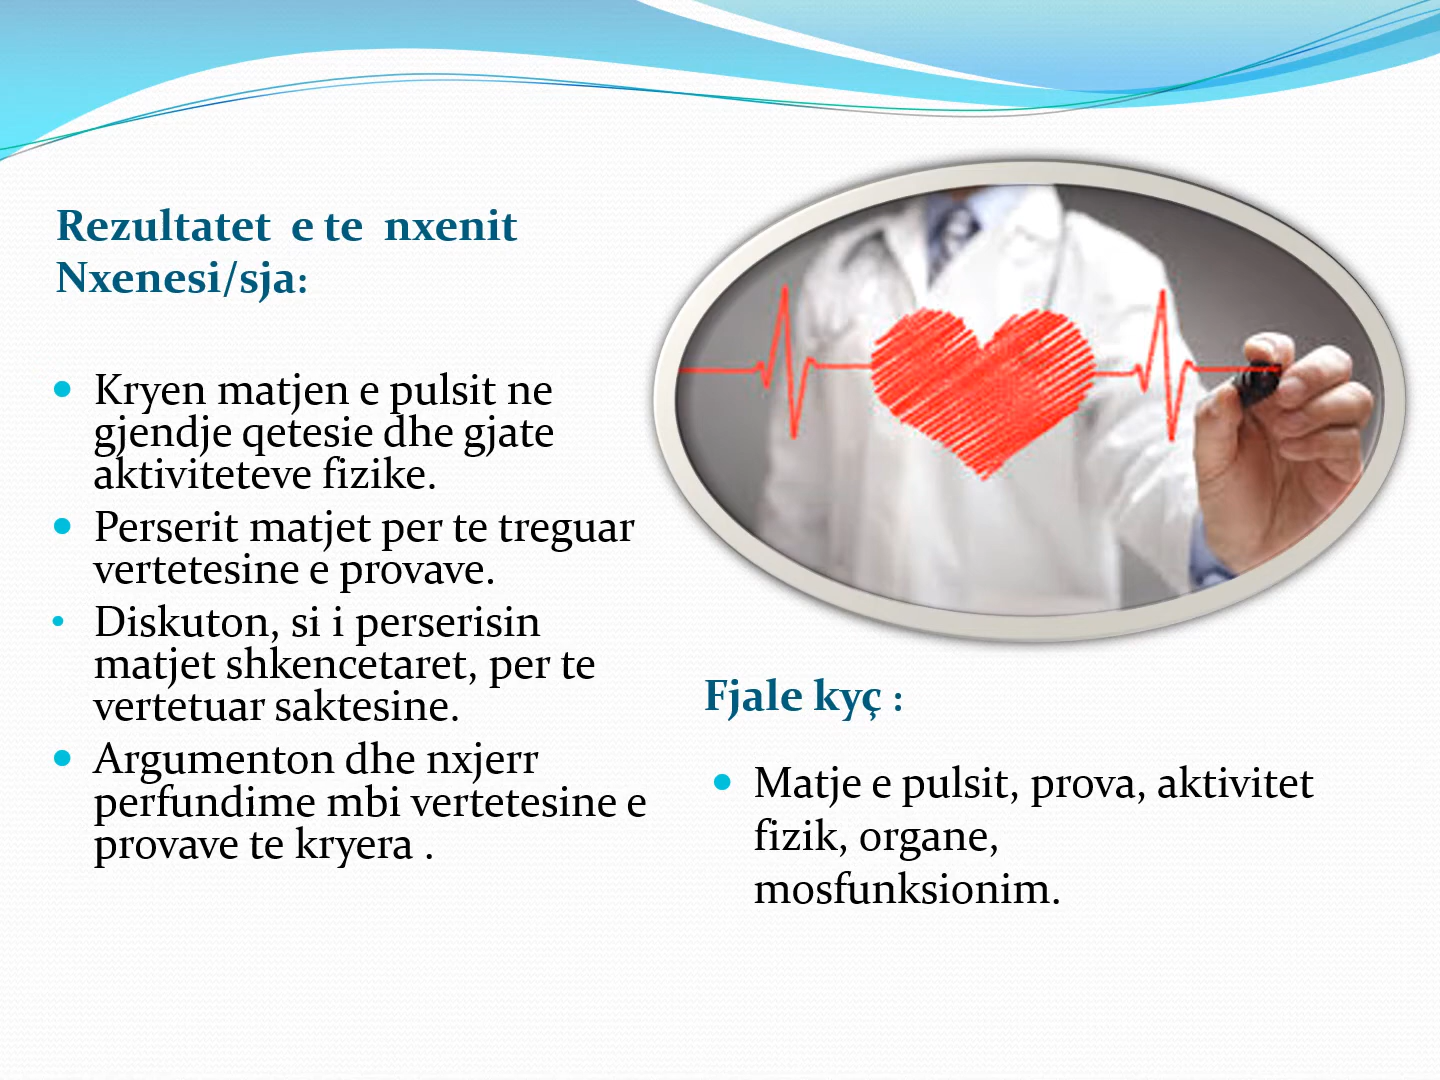 Rezultatet e te nxenit
Nxenesi/sja:
• Kryen matjen e pulsit ne
gjendje qetesie dhe gjate
aktiviteteve fizike.
• Perserit matjet per te treguar
vertetesine e provave.
• Diskuton, si i perserisin
matjet shkencetaret, per te
vertetuar saktesine.
• Argumenton dhe nxjerr
perfundime mbi vertetesine e
provave te kryera .
Fjale kyç :
• Matje e pulsit, prova, aktivitet
fizik, organe,
mosfunksionim.